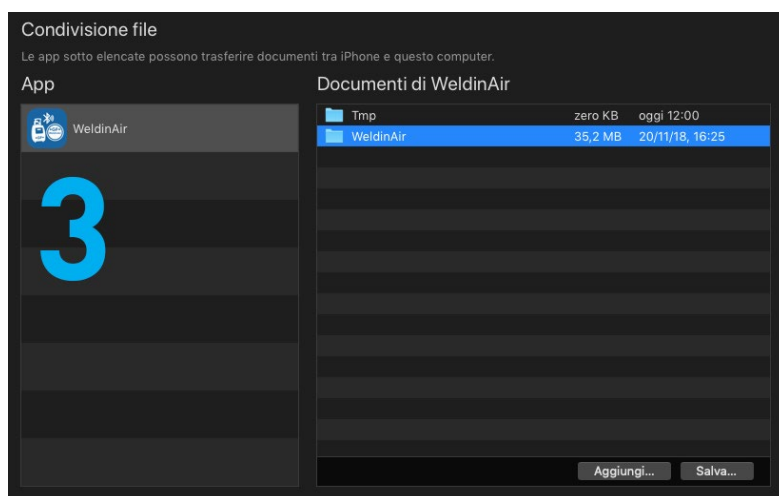 Condivisione file
Le app sotto elencate possono trasferire documenti tra iPhone e questo computer.
App
Documenti di WeldinAir
WeldinAir
Tmp zero KB oggi 12:00
WeldinAir 35,2 MB 20/11/18, 16:25
3
Aggiungi... Salva...